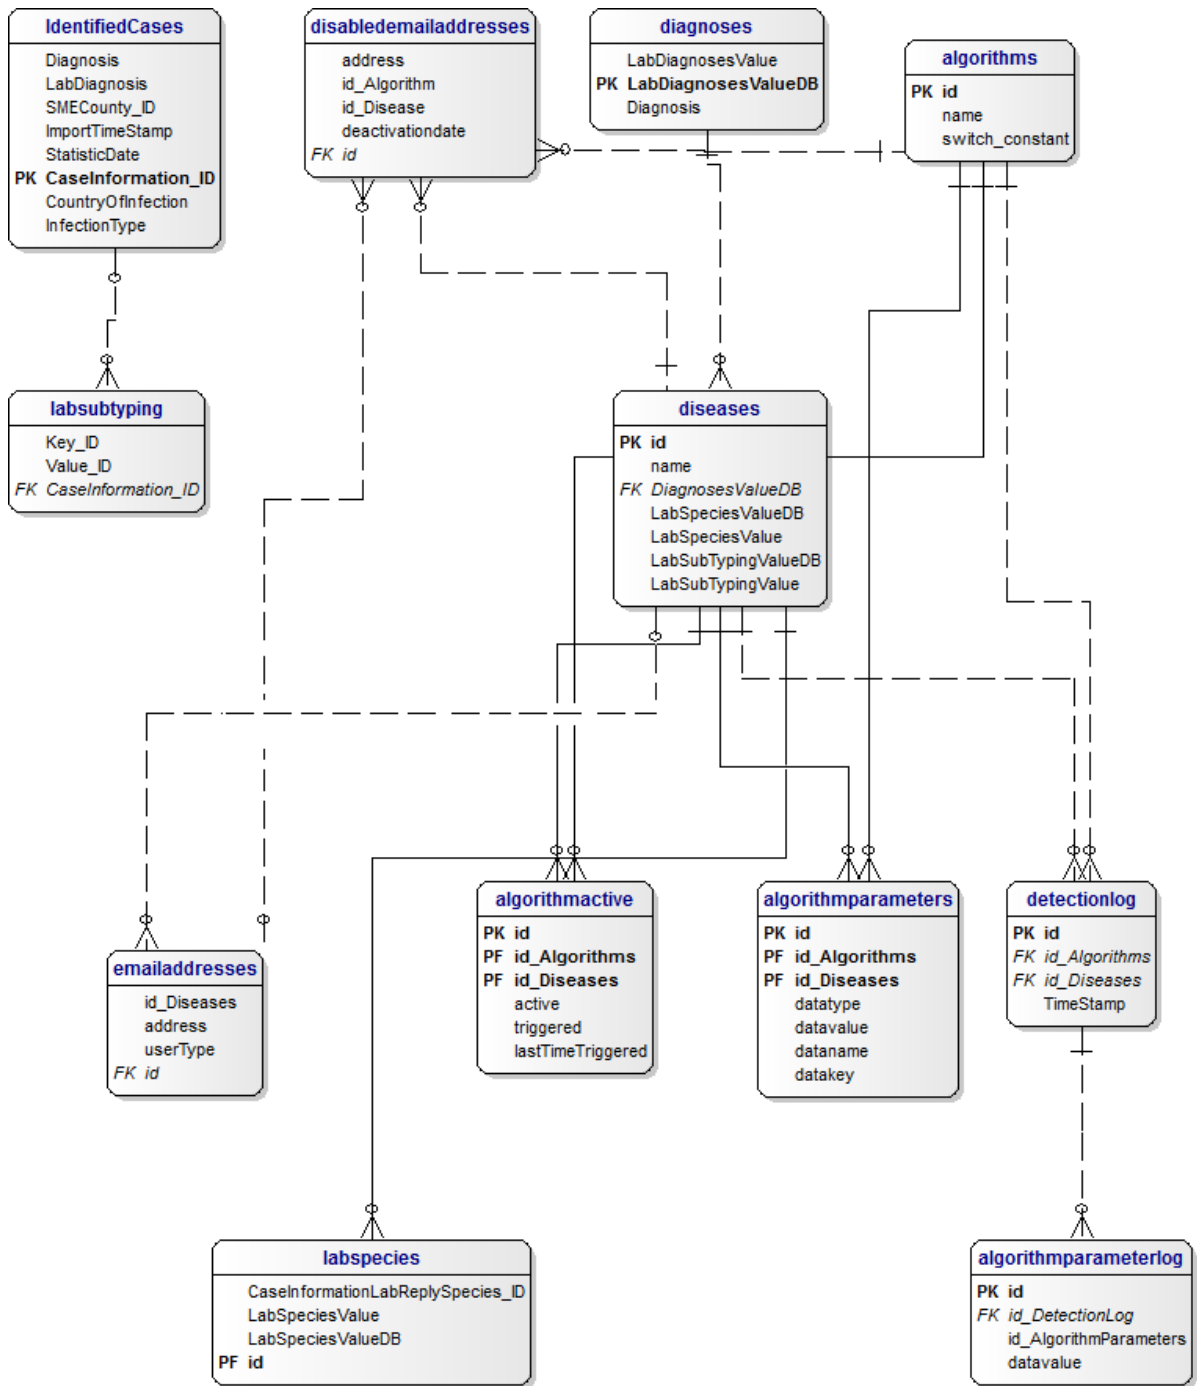 IdentifiedCases
Diagnosis
LabDiagnosis
SMECounty_ID
ImportTimeStamp
StatisticDate
PK CaseInformation_ID
CountryOfInfection
InfectionType
disabledemailaddresses
address
id_Algorithm
id_Disease
deactivationdate
FK id
diagnoses
LabDiagnosesValue
PK LabDiagnosesValueDB
Diagnosis
algorithms
PK id
name
switch_constant
labsubtyping
Key_ID
Value_ID
FK CaseInformation_ID
diseases
PK id
name
FK DiagnosesValueDB
LabSpeciesValueDB
LabSpeciesValue
LabSubTypingValueDB
LabSubTypingValue
emailaddresses
id_Diseases
address
userType
FK id
algorithmactive
PK id
PF id_Algorithms
PF id_Diseases
active
triggered
lastTimeTriggered
algorithmparameters
PK id
PF id_Algorithms
PF id_Diseases
datatype
datavalue
dataname
datakey
detectionlog
PK id
FK id_Algorithms
FK id_Diseases
TimeStamp
labspecies
CaseInformationLabReplySpecies_ID
LabSpeciesValue
LabSpeciesValueDB
PF id
algorithmparameterlog
PK id
FK id_DetectionLog
id_AlgorithmParameters
datavalue